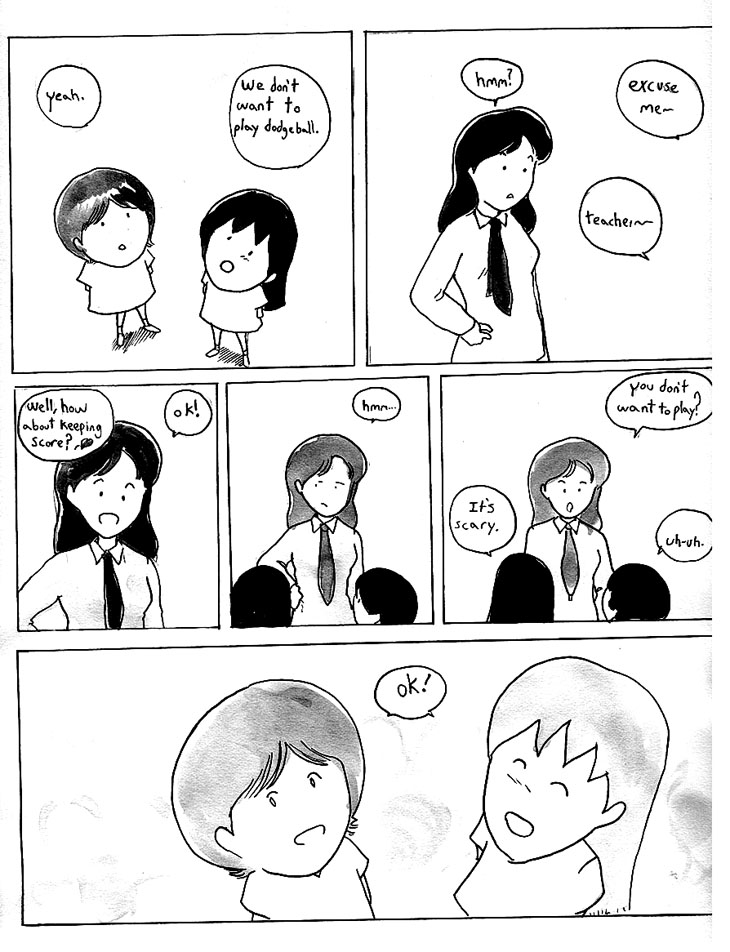 excuse
me~
teacher~
hmm?
We don't
want to
play dodgeball.
yeah.
you don't
want to play?
uh-uh.
It's
scary.
hmm...
ok!
well, how
about keeping
score?
ok!